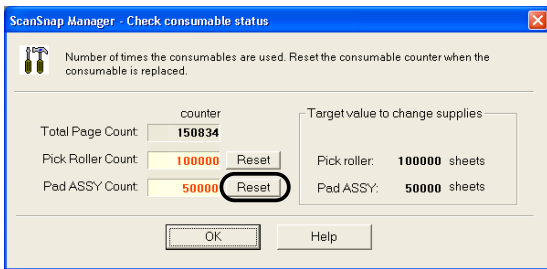 ScanSnap Manager - Check consumable status
Number of times the consumables are used. Reset the consumable counter when the
consumable is replaced.
counter
Total Page Count: 150834
Pick Roller Count: 100000 Reset
Pad ASSY Count: 50000 Reset
Target value to change supplies
Pick roller: 100000 sheets
Pad ASSY: 50000 sheets
OK Help